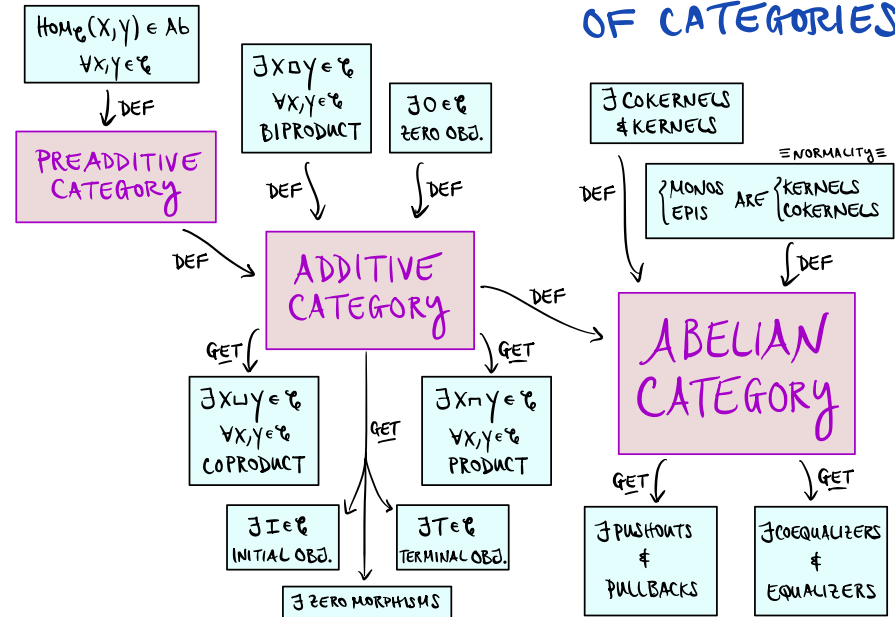 OF CATEGORIES
Hom𝒞(X,Y) ∈ Ab
∀X,Y ∈ 𝒞
DEF
PREADDITIVE
CATEGORY
DEF
∃X□Y ∈ 𝒞
∀X,Y ∈ 𝒞
BIPRODUCT
DEF
∃O ∈ 𝒞
ZERO OBJ.
DEF
ADDITIVE
CATEGORY
DEF
∃ COKERNELS
& KERNELS
DEF
≡NORMALITY≡
{MONOS EPIS ARE {KERNELS COKERNELS
DEF
ABELIAN
CATEGORY
GET
∃X⊔Y ∈ 𝒞
∀X,Y ∈ 𝒞
COPRODUCT
GET
∃X⊓Y ∈ 𝒞
∀X,Y ∈ 𝒞
PRODUCT
GET
∃I ∈ 𝒞
INITIAL OBJ.
∃T ∈ 𝒞
TERMINAL OBJ.
∃ ZERO MORPHISMS
GET
∃ PUSHOUTS
&
PULLBACKS
GET
∃ COEQUALIZERS
&
EQUALIZERS